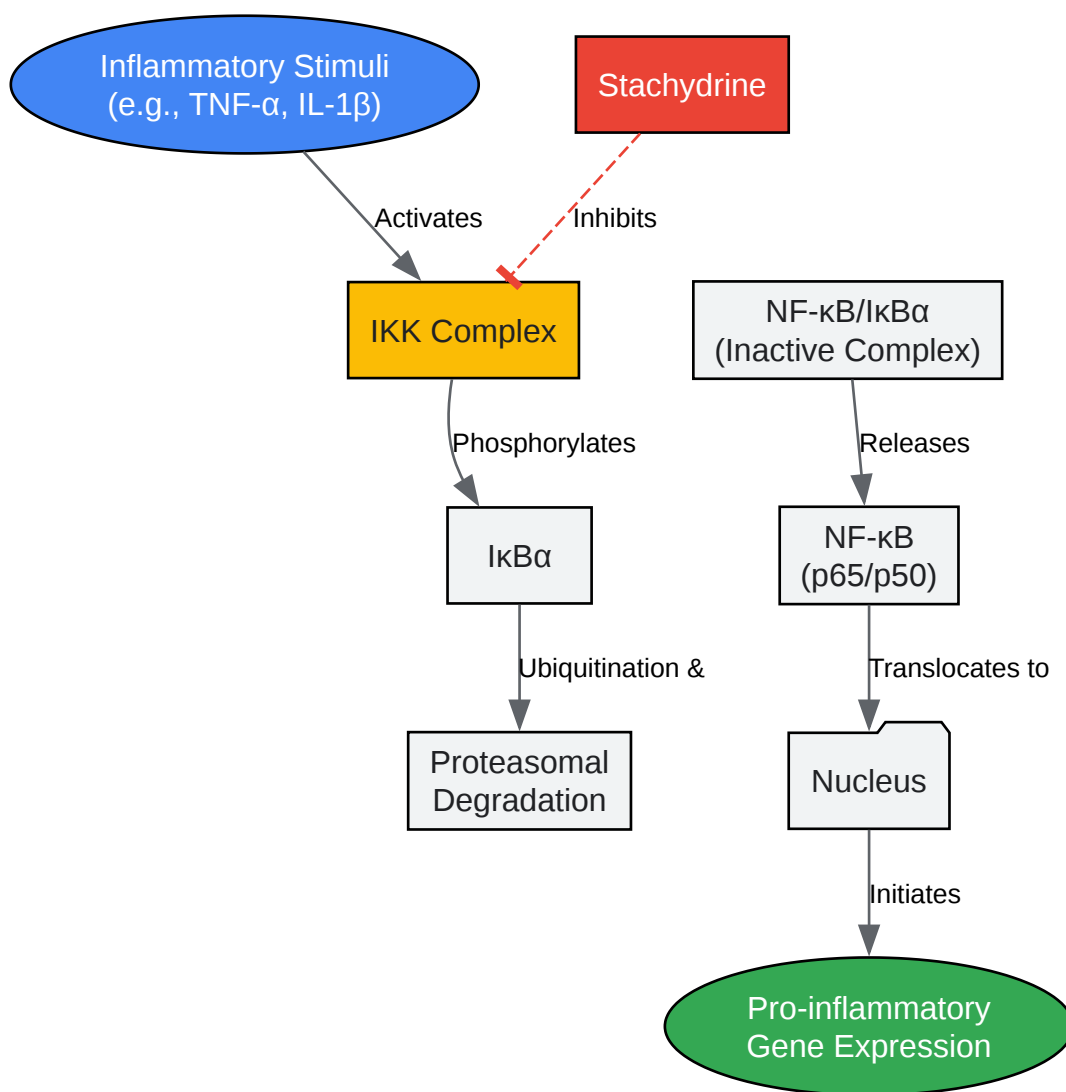 Inflammatory Stimuli
(e.g., TNF-α, IL-1β)
Stachydrine
Activates
Inhibits
IKK Complex
NF-κB/IκBα
(Inactive Complex)
Phosphorylates
Releases
IκBα
NF-κB
(p65/p50)
Ubiquitination &
Translocates to
Proteasomal
Degradation
Nucleus
Initiates
Pro-inflammatory
Gene Expression